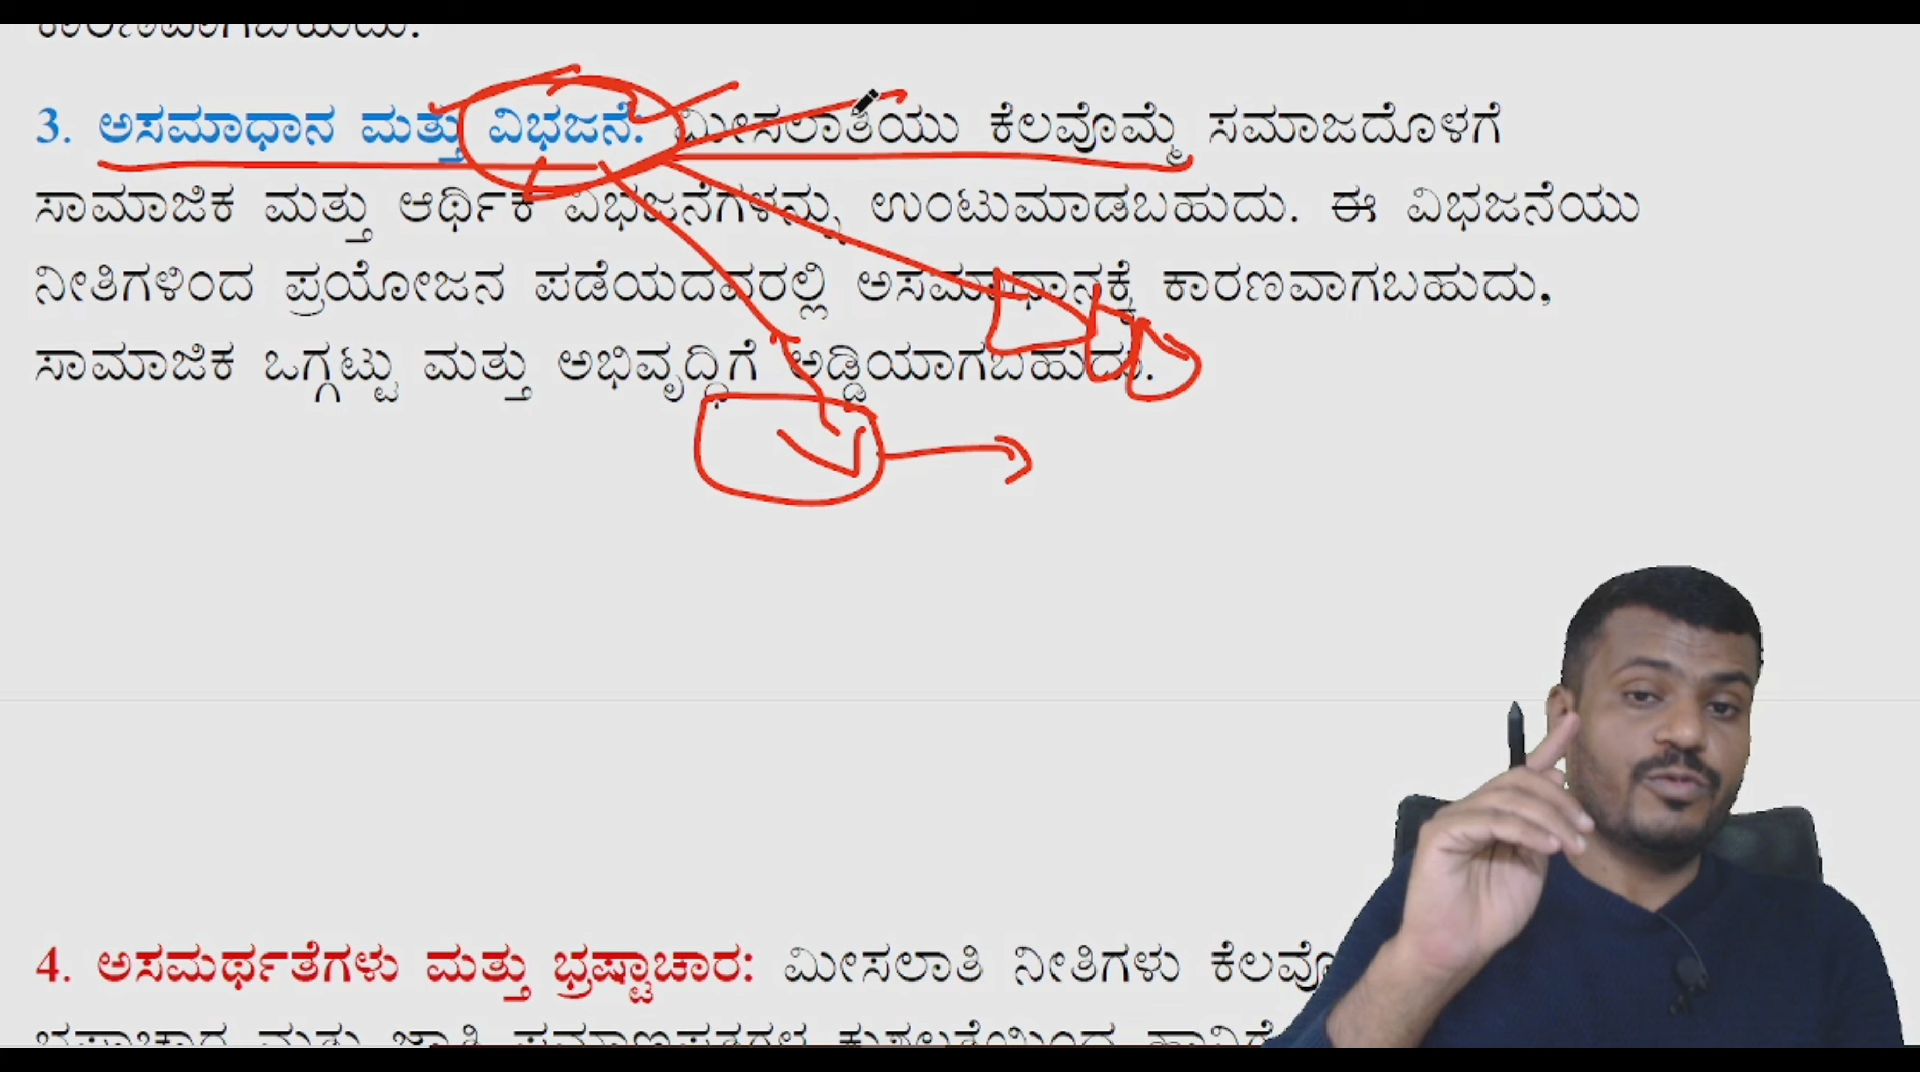 3. ಅಸಮಾಧಾನ ಮತ್ತು ವಿಭಜನೆ: ಮೀಸಲಾತಿಯು ಕೆಲವೊಮ್ಮೆ ಸಮಾಜದೊಳಗೆ
ಸಾಮಾಜಿಕ ಮತ್ತು ಆರ್ಥಿಕ ವಿಭಜನೆಗಳನ್ನು ಉಂಟುಮಾಡಬಹುದು. ಈ ವಿಭಜನೆಯು
ನೀತಿಗಳಿಂದ ಪ್ರಯೋಜನ ಪಡೆಯದವರಲ್ಲಿ ಅಸಮಾಧಾನಕ್ಕೆ ಕಾರಣವಾಗಬಹುದು,
ಸಾಮಾಜಿಕ ಒಗ್ಗಟ್ಟು ಮತ್ತು ಅಭಿವೃದ್ಧಿಗೆ ಅಡ್ಡಿಯಾಗಬಹುದು.
4. ಅಸಮರ್ಥತೆಗಳು ಮತ್ತು ಭ್ರಷ್ಟಾಚಾರ: ಮೀಸಲಾತಿ ನೀತಿಗಳು